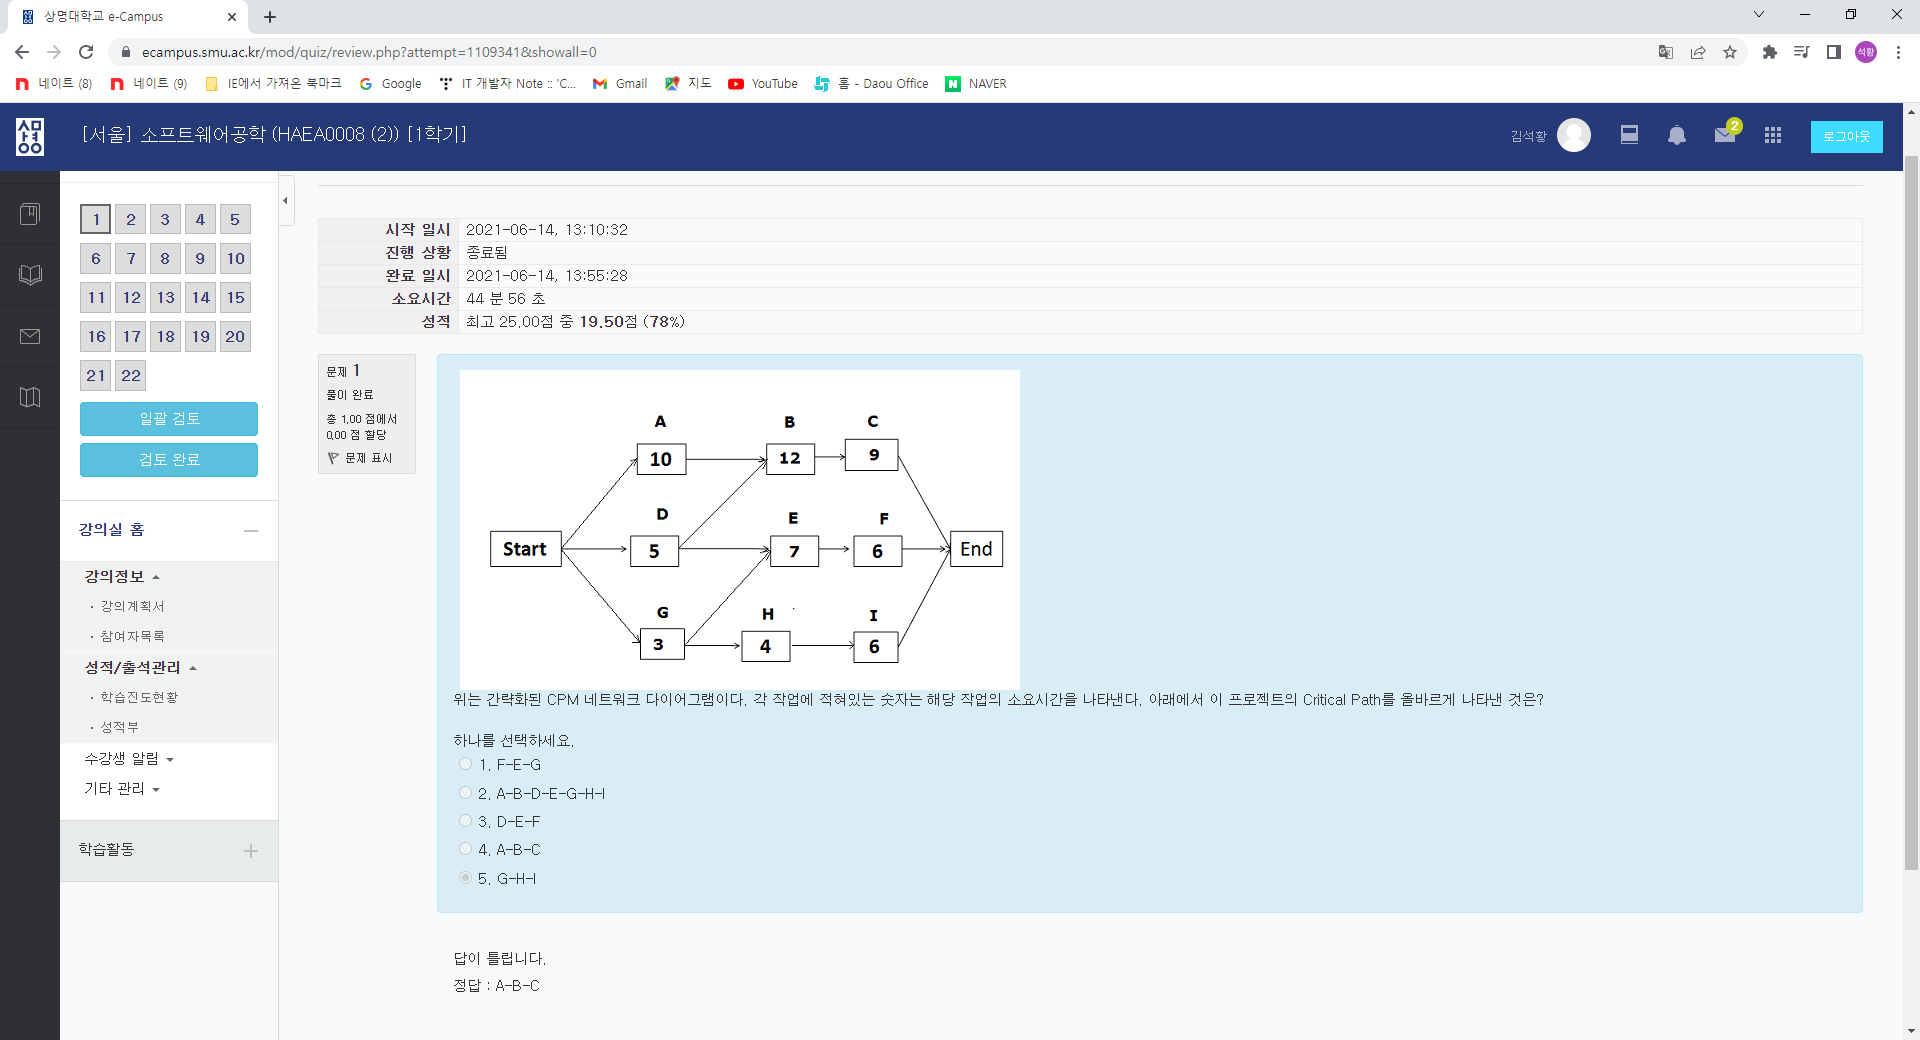 상명대학교 e-Campus
ecampus.smu.ac.kr/mod/quiz/review.php?attempt=1109341&showall=0
석황
네이트 (8)
네이트 (9)
IE에서 가져온 북마크
Google
IT 개발자 Note :: 'C...
Gmail
지도
YouTube
홈 - Daou Office
NAVER
[서울] 소프트웨어공학 (HAEA0008 (2)) [1학기]
김석황
2
로그아웃
1 2 3 4 5
6 7 8 9 10
11 12 13 14 15
16 17 18 19 20
21 22
일괄 검토
검토 완료
강의실 홈
강의정보
· 강의계획서
· 참여자목록
성적/출석관리
· 학습진도현황
· 성적부
수강생 알림
기타 관리
학습활동
시작 일시 2021-06-14, 13:10:32
진행 상황 종료됨
완료 일시 2021-06-14, 13:55:28
소요시간 44 분 56 초
성적 최고 25.00점 중 19.50점 (78%)
문제 1
풀이 완료
총 1.00 점에서
0.00 점 할당
문제 표시
A B C
10 12 9
D E F
Start 5 7 6 End
G H I
3 4 6
위는 간략화된 CPM 네트워크 다이어그램이다. 각 작업에 적혀있는 숫자는 해당 작업의 소요시간을 나타낸다. 아래에서 이 프로젝트의 Critical Path를 올바르게 나타낸 것은?
하나를 선택하세요.
1. F-E-G
2. A-B-D-E-G-H-I
3. D-E-F
4. A-B-C
5. G-H-I
답이 틀립니다.
정답 : A-B-C